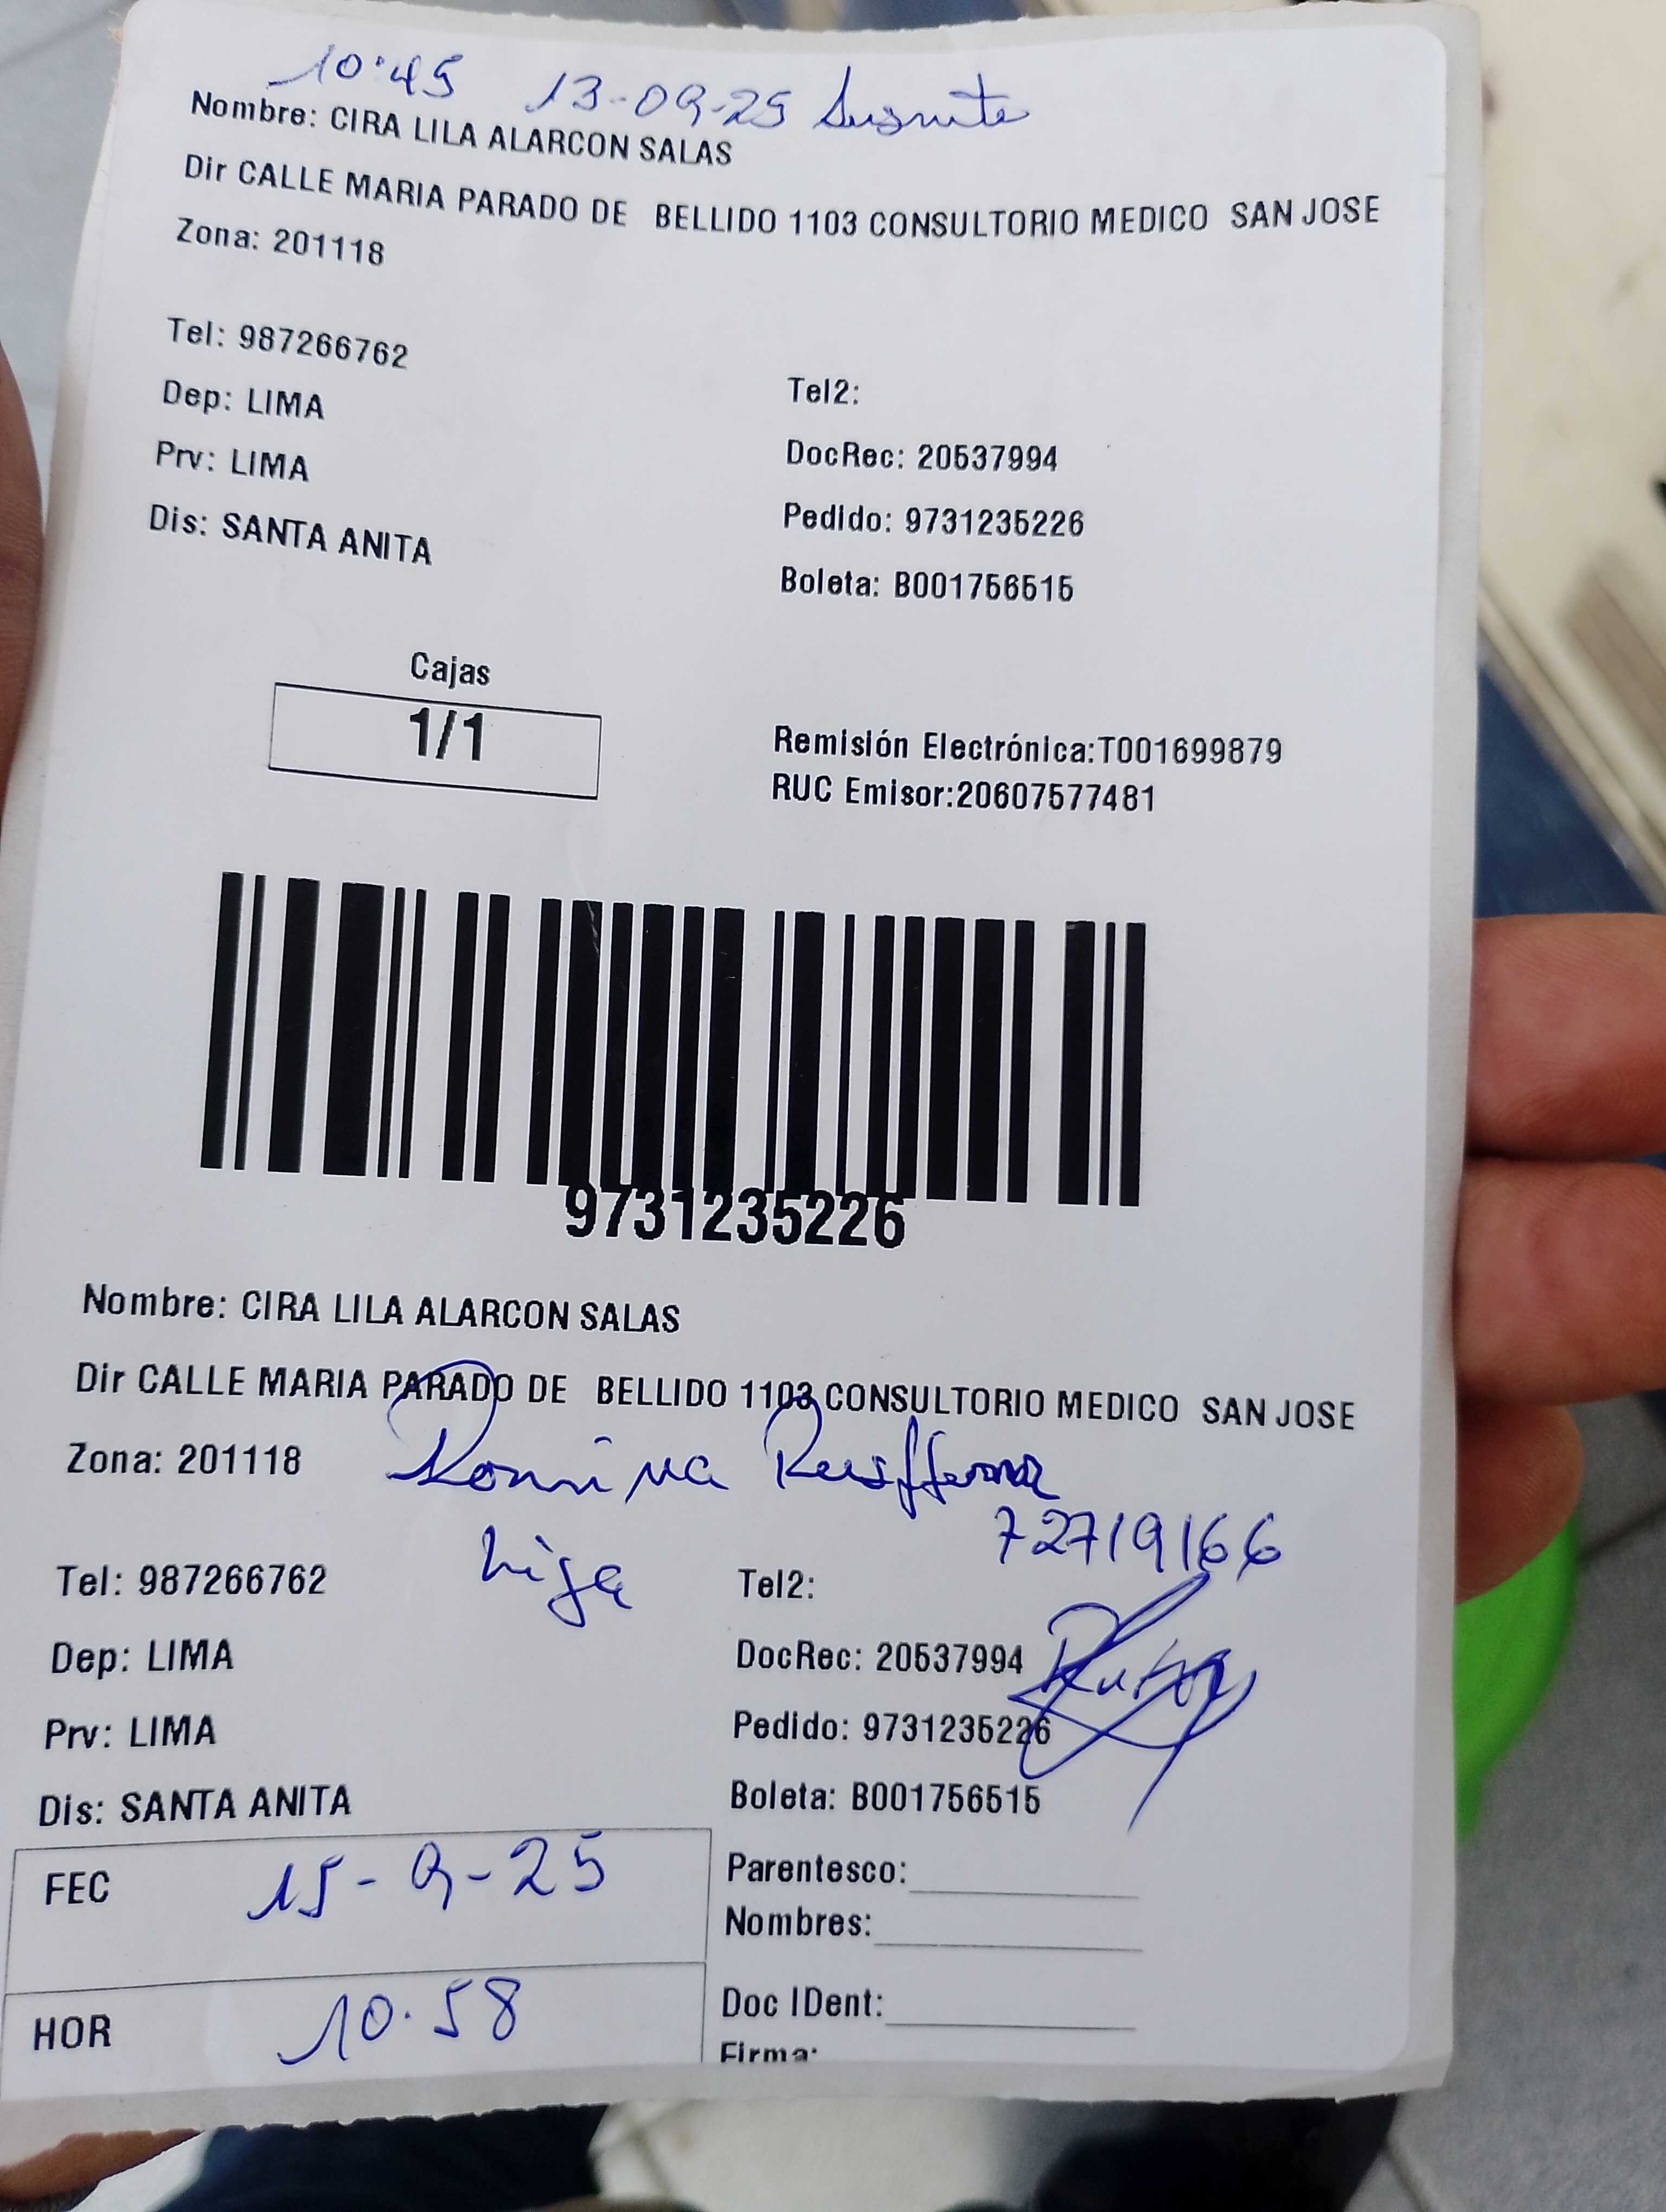 10:45 13-09-25 Ausente
Nombre: CIRA LILA ALARCON SALAS
Dir CALLE MARIA PARADO DE BELLIDO 1103 CONSULTORIO MEDICO SAN JOSE
Zona: 201118
Tel: 987266762
Tel2:
Dep: LIMA
DocRec: 20537994
Prv: LIMA
Pedido: 9731235226
Dis: SANTA ANITA
Boleta: B001756515
Cajas
1/1
Remisión Electrónica:T001699879
RUC Emisor:20607577481
9731235226
Nombre: CIRA LILA ALARCON SALAS
Dir CALLE MARIA PARADO DE BELLIDO 1103 CONSULTORIO MEDICO SAN JOSE
Zona: 201118
Romina
72719166
hija
Tel: 987266762
Tel2:
Dep: LIMA
DocRec: 20537994
Prv: LIMA
Pedido: 9731235226
Dis: SANTA ANITA
Boleta: B001756515
FEC 15-9-25
Parentesco:
Nombres:
HOR 10.58
Doc IDent:
Firma: